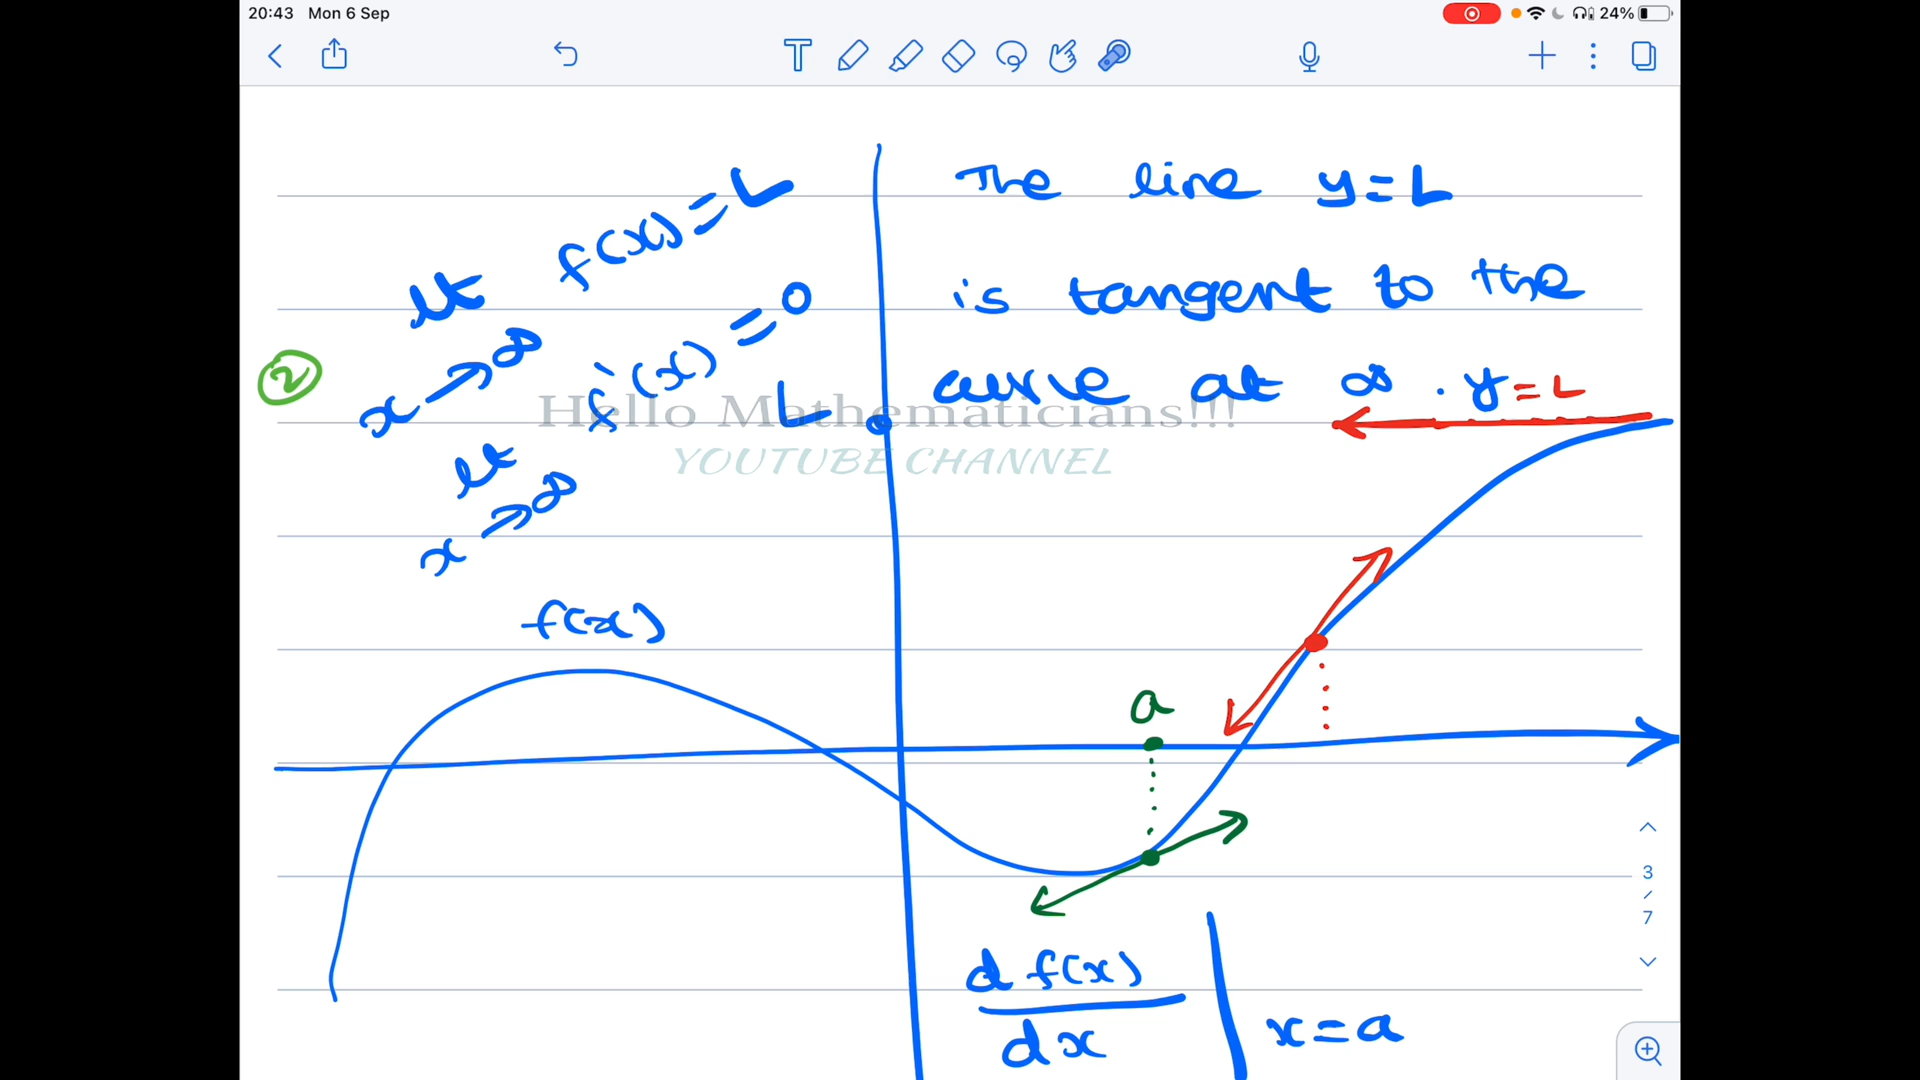 20:43 Mon 6 Sep
24%
The line y=L
is tangent to the
curve at ∞ . y=L
②
lt f(x)=L
x→∞
lt f'(x)=0
x→∞
L
Hello Mathematicians!!!
YOUTUBE CHANNEL
f(x)
a
3
/
7
d f(x)
dx
x=a